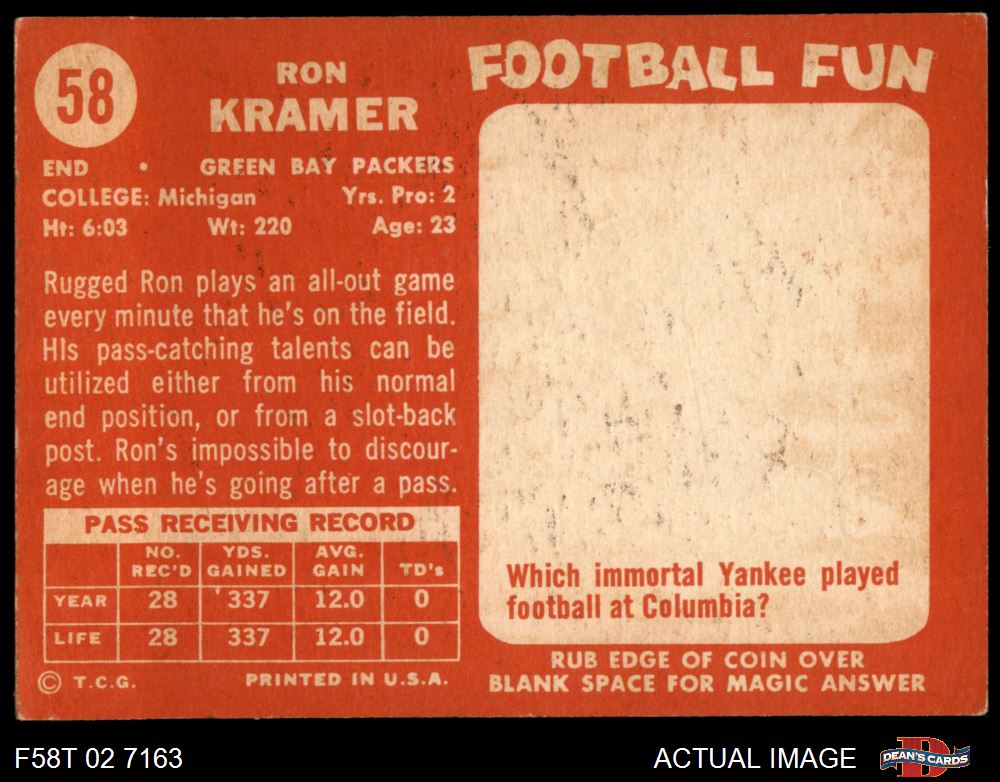 58
RON
KRAMER
END • GREEN BAY PACKERS
COLLEGE: Michigan Yrs. Pro: 2
Ht: 6:03 Wt: 220 Age: 23
Rugged Ron plays an all-out game
every minute that he's on the field.
HIs pass-catching talents can be
utilized either from his normal
end position, or from a slot-back
post. Ron's impossible to discour-
age when he's going after a pass.
PASS RECEIVING RECORD
NO. REC'D YDS. GAINED AVG. GAIN TD's
YEAR 28 337 12.0 0
LIFE 28 337 12.0 0
© T.C.G. PRINTED IN U.S.A.
FOOTBALL FUN
Which immortal Yankee played
football at Columbia?
RUB EDGE OF COIN OVER
BLANK SPACE FOR MAGIC ANSWER
F58T 02 7163
ACTUAL IMAGE
DEAN'S CARDS